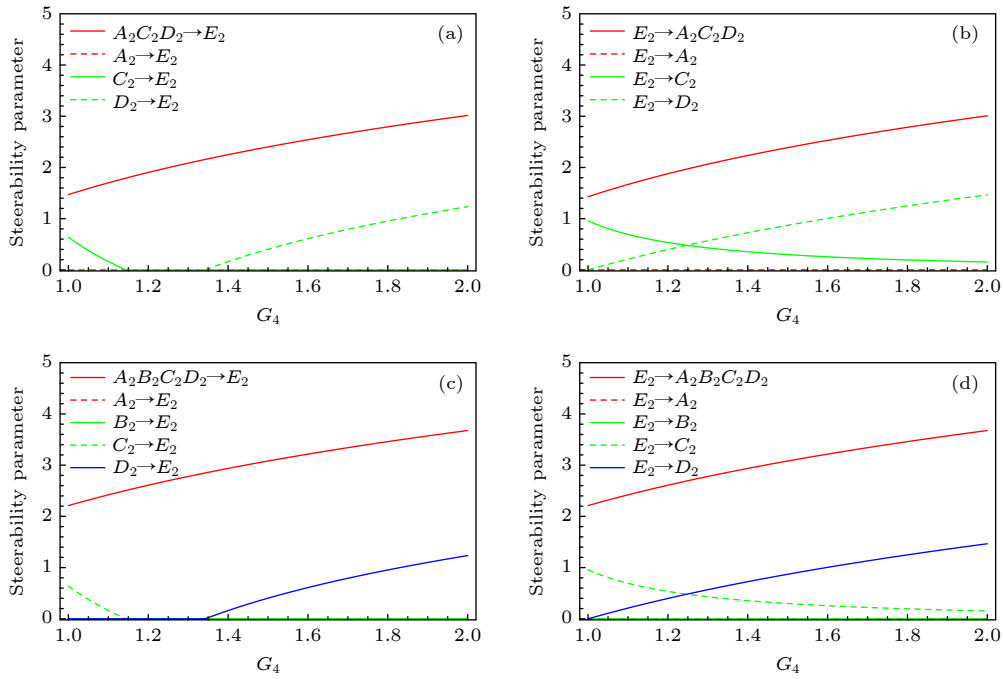 5
4
3
2
1
0
Steerability parameter
A₂C₂D₂→E₂
A₂→E₂
C₂→E₂
D₂→E₂
(a)
1.0 1.2 1.4 1.6 1.8 2.0
G₄
5
4
3
2
1
0
Steerability parameter
E₂→A₂C₂D₂
E₂→A₂
E₂→C₂
E₂→D₂
(b)
1.0 1.2 1.4 1.6 1.8 2.0
G₄
5
4
3
2
1
0
Steerability parameter
A₂B₂C₂D₂→E₂
A₂→E₂
B₂→E₂
C₂→E₂
D₂→E₂
(c)
1.0 1.2 1.4 1.6 1.8 2.0
G₄
5
4
3
2
1
0
Steerability parameter
E₂→A₂B₂C₂D₂
E₂→A₂
E₂→B₂
E₂→C₂
E₂→D₂
(d)
1.0 1.2 1.4 1.6 1.8 2.0
G₄